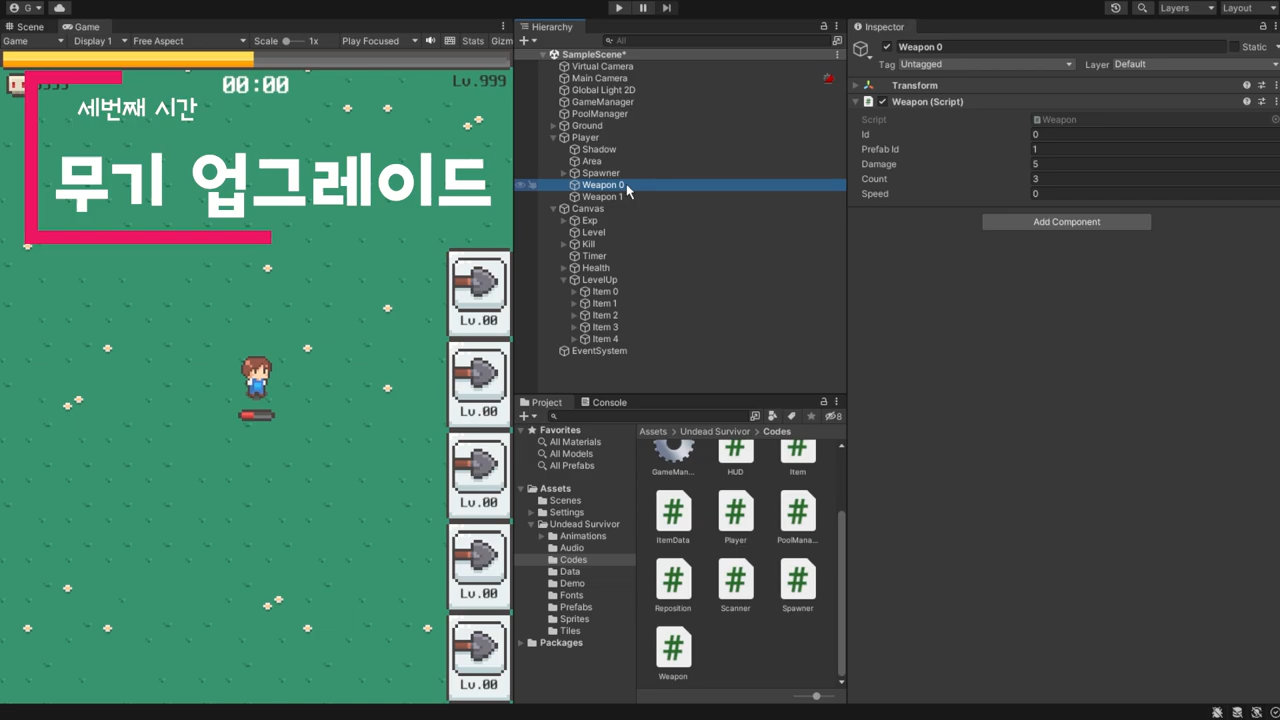 G
Layers
Layout
Scene
Game
Hierarchy
Inspector
Game
Display 1
Free Aspect
Scale
1x
Play Focused
Stats
Gizm
All
Weapon 0
Static
Tag
Untagged
Layer
Default
Transform
Weapon (Script)
Script
Weapon
Id
0
Prefab Id
1
Damage
5
Count
3
Speed
0
Add Component
00:00
Lv.999
세번째 시간
무기 업그레이드
Lv.00
Lv.00
Lv.00
Lv.00
Lv.00
SampleScene*
Virtual Camera
Main Camera
Global Light 2D
GameManager
PoolManager
Ground
Player
Shadow
Area
Spawner
Weapon 0
Weapon 1
Canvas
Exp
Level
Kill
Timer
Health
LevelUp
Item 0
Item 1
Item 2
Item 3
Item 4
EventSystem
Project
Console
8
Favorites
All Materials
All Models
All Prefabs
Assets
Scenes
Settings
Undead Survivor
Animations
Audio
Codes
Data
Demo
Fonts
Prefabs
Sprites
Tiles
Packages
Assets
Undead Survivor
Codes
GameMan...
HUD
Item
ItemData
Player
PoolMana...
Reposition
Scanner
Spawner
Weapon